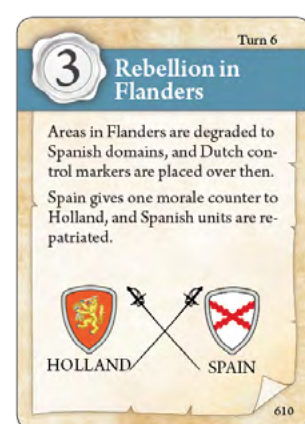 Turn 6
3
Rebellion in
Flanders
Areas in Flanders are degraded to
Spanish domains, and Dutch con-
trol markers are placed over then.
Spain gives one morale counter to
Holland, and Spanish units are re-
patriated.
HOLLAND SPAIN
610